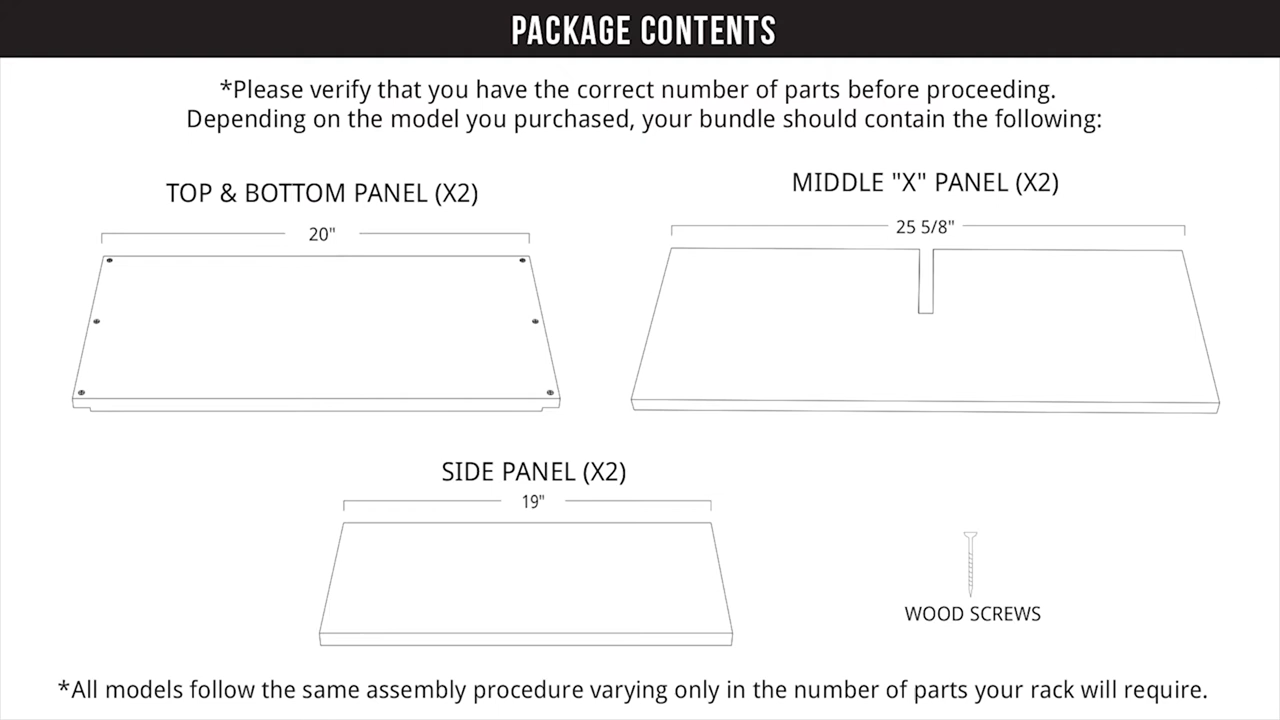 PACKAGE CONTENTS
*Please verify that you have the correct number of parts before proceeding.
Depending on the model you purchased, your bundle should contain the following:
TOP & BOTTOM PANEL (X2)
20"
MIDDLE "X" PANEL (X2)
25 5/8"
SIDE PANEL (X2)
19"
WOOD SCREWS
*All models follow the same assembly procedure varying only in the number of parts your rack will require.